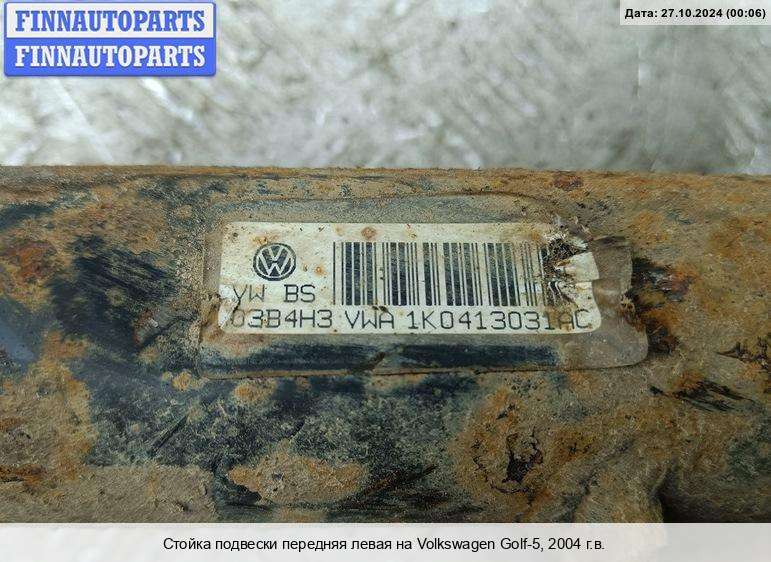 FINNAUTOPARTS
FINNAUTOPARTS
Дата: 27.10.2024 (00:06)
VW BS
03B4H3 VWA 1K0413031AC
Стойка подвески передняя левая на Volkswagen Golf-5, 2004 г.в.